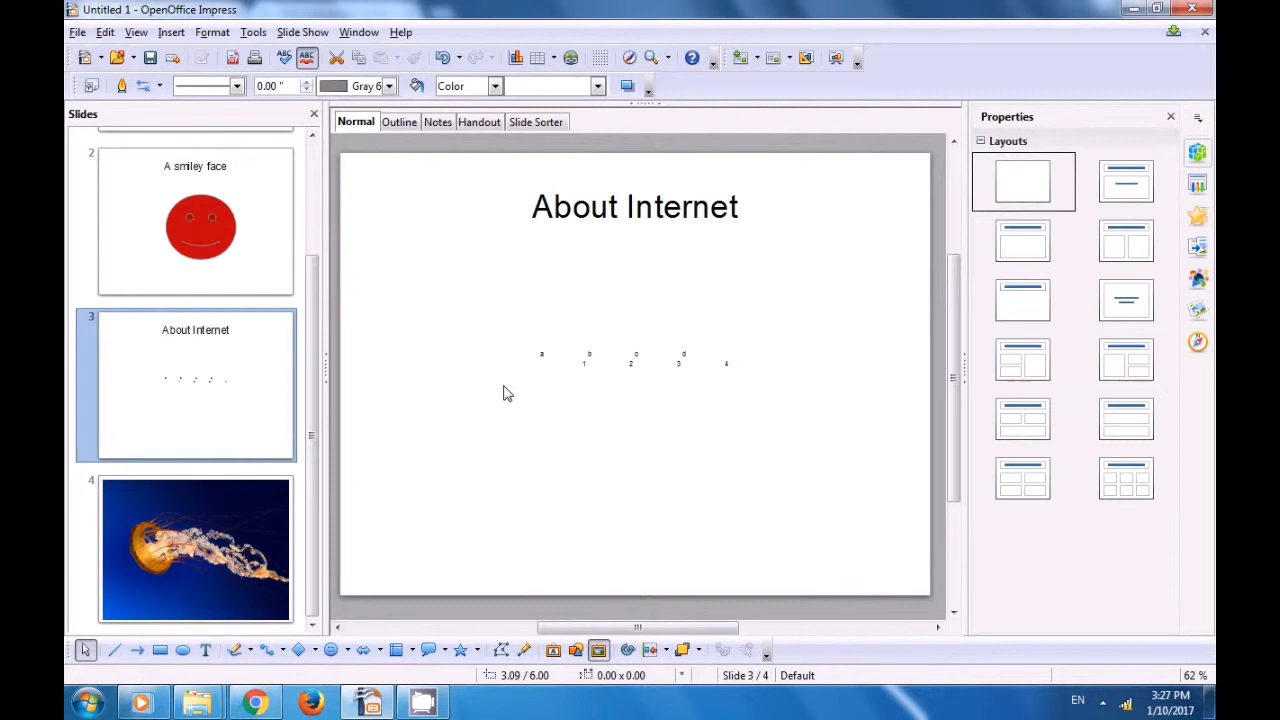 Untitled 1 - OpenOffice Impress
File Edit View Insert Format Tools Slide Show Window Help
0.00 " Gray 6 Color
Slides
Normal Outline Notes Handout Slide Sorter
Properties
Layouts
2
A smiley face
3
About Internet
4
About Internet
a b c d
1 2 3 4
3.09 / 6.00 0.00 x 0.00 * Slide 3 / 4 Default 62 %
EN 3:27 PM
1/10/2017